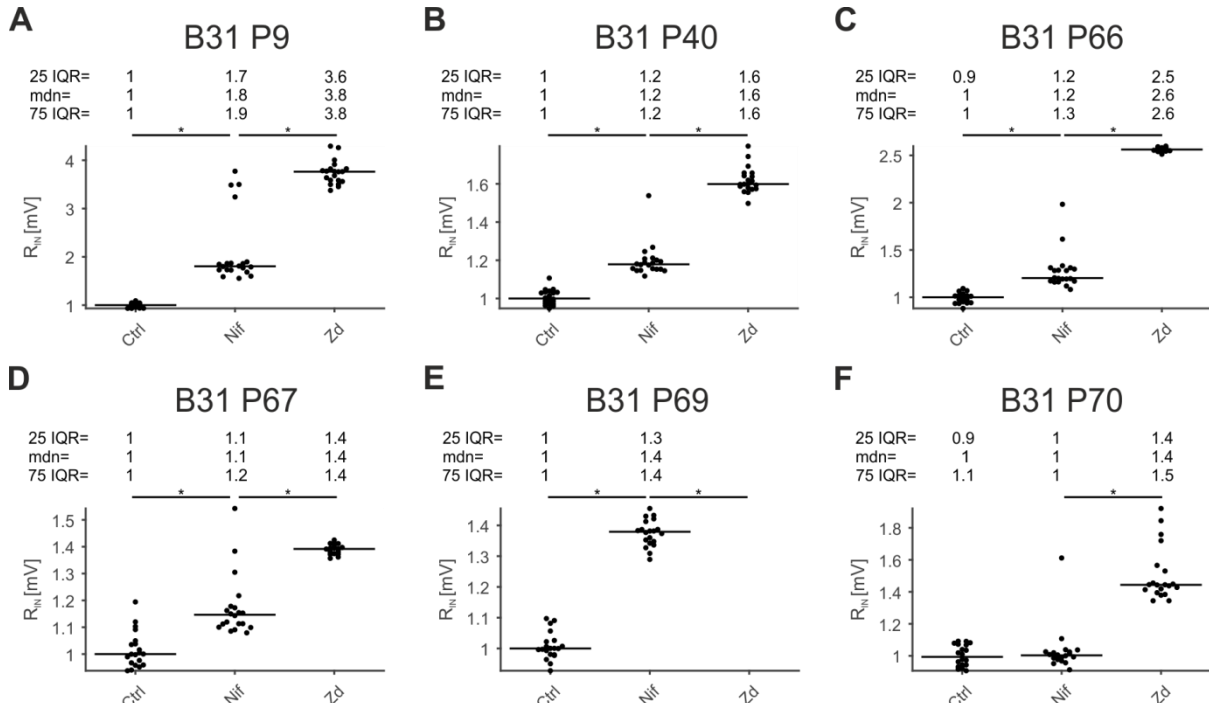 A
B31 P9
25 IQR= 1 1.7 3.6
mdn= 1 1.8 3.8
75 IQR= 1 1.9 3.8
* *
4
3
2
1
R_IN [mV]
Ctrl Nif Zd
B
B31 P40
25 IQR= 1 1.2 1.6
mdn= 1 1.2 1.6
75 IQR= 1 1.2 1.6
* *
1.6
1.4
1.2
1
R_IN [mV]
Ctrl Nif Zd
C
B31 P66
25 IQR= 0.9 1.2 2.5
mdn= 1 1.2 2.6
75 IQR= 1 1.3 2.6
* *
2.5
2
1.5
1
R_IN [mV]
Ctrl Nif Zd
D
B31 P67
25 IQR= 1 1.1 1.4
mdn= 1 1.1 1.4
75 IQR= 1 1.2 1.4
* *
1.5
1.4
1.3
1.2
1.1
1
R_IN [mV]
Ctrl Nif Zd
E
B31 P69
25 IQR= 1 1.3
mdn= 1 1.4
75 IQR= 1 1.4
* *
1.4
1.3
1.2
1.1
1
R_IN [mV]
Ctrl Nif Zd
F
B31 P70
25 IQR= 0.9 1 1.4
mdn= 1 1 1.4
75 IQR= 1.1 1 1.5
*
1.8
1.6
1.4
1.2
1
R_IN [mV]
Ctrl Nif Zd